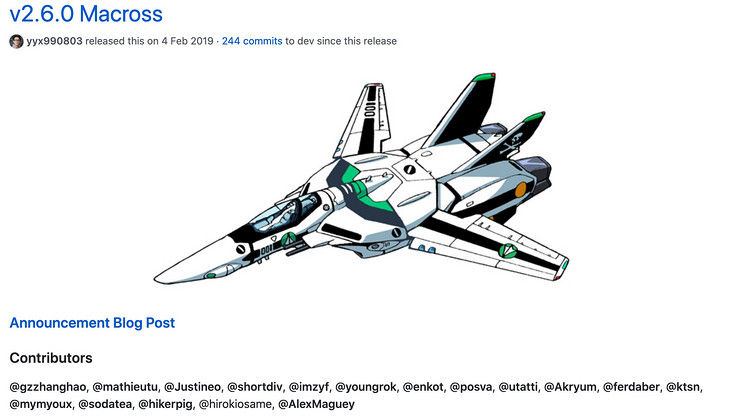 v2.6.0 Macross
yyx990803 released this on 4 Feb 2019 · 244 commits to dev since this release
001
001
Announcement Blog Post
Contributors
@gzzhanghao, @mathieutu, @Justineo, @shortdiv, @imzyf, @youngrok, @enkot, @posva, @utatti, @Akryum, @ferdaber, @ktsn,
@mymyoux, @sodatea, @hikerpig, @hirokiosame, @AlexMaguey